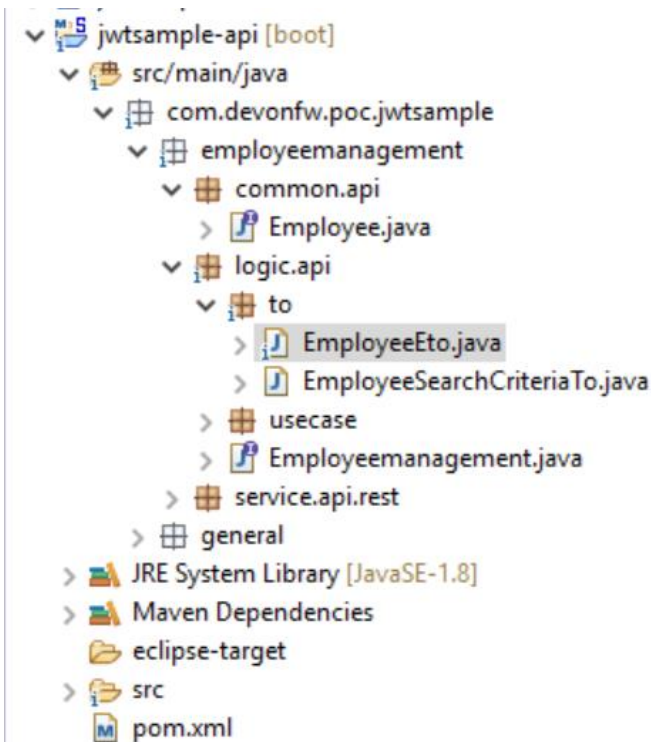 jwtsample-api [boot]
src/main/java
com.devonfw.poc.jwtsample
employeemanagement
common.api
Employee.java
logic.api
to
EmployeeEto.java
EmployeeSearchCriteriaTo.java
usecase
Employeemanagement.java
service.api.rest
general
JRE System Library [JavaSE-1.8]
Maven Dependencies
eclipse-target
src
pom.xml